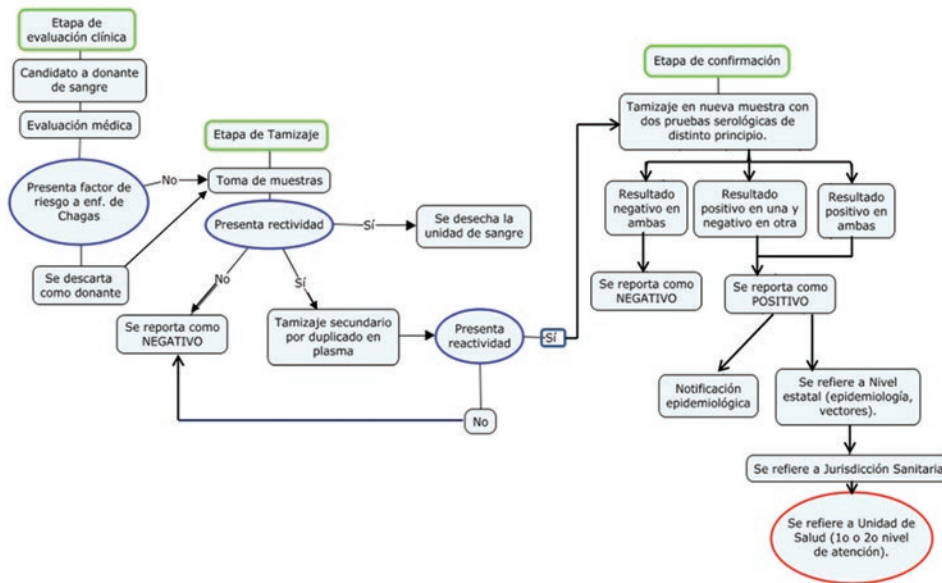 Etapa de
evaluación clínica
Candidato a donante
de sangre
Evaluación médica
Presenta factor de
riesgo a enf. de
Chagas
No
Se descarta
como donante
Etapa de Tamizaje
Toma de muestras
Presenta rectividad
Sí
Se desecha la
unidad de sangre
No
Sí
Se reporta como
NEGATIVO
Tamizaje secundario
por duplicado en
plasma
Presenta
reactividad
Sí
No
Etapa de confirmación
Tamizaje en nueva muestra con
dos pruebas serológicas de
distinto principio.
Resultado
negativo en
ambas
Resultado
positivo en una y
negativo en otra
Resultado
positivo en
ambas
Se reporta como
NEGATIVO
Se reporta como
POSITIVO
Notificación
epidemiológica
Se refiere a Nivel
estatal (epidemiología,
vectores).
Se refiere a Jurisdicción Sanitaria
Se refiere a Unidad de
Salud (1o o 2o nivel
de atención).